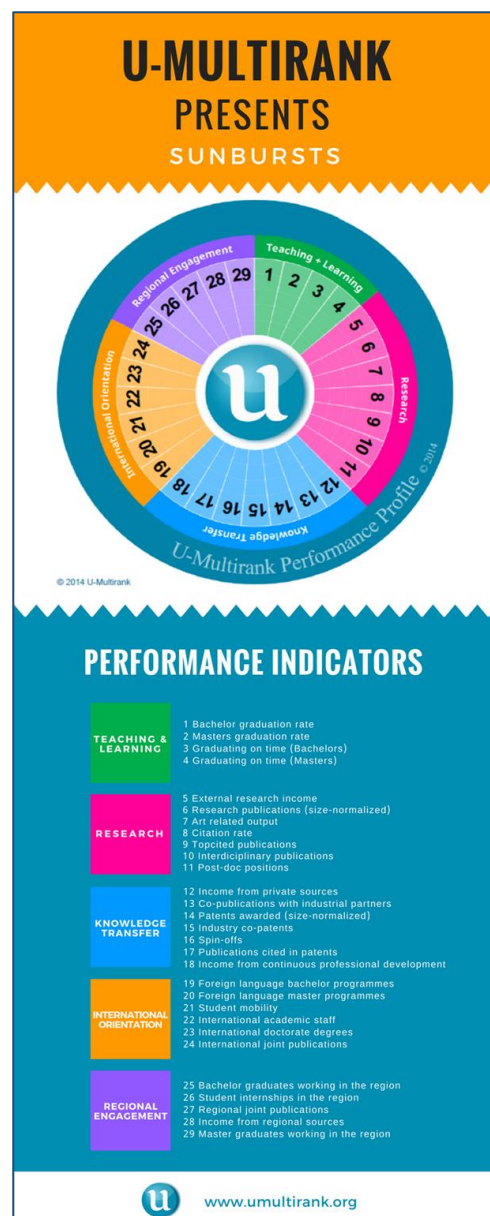 U-MULTIRANK
PRESENTS
SUNBURSTS
Regional Engagement
Teaching + Learning
Research
Knowledge Transfer
International Orientation
1
2
3
4
5
6
7
8
9
10
11
12
13
14
15
16
17
18
19
20
21
22
23
24
25
26
27
28
29
u
U-Multirank Performance Profile © 2014
© 2014 U-Multirank
PERFORMANCE INDICATORS
TEACHING &
LEARNING
1 Bachelor graduation rate
2 Masters graduation rate
3 Graduating on time (Bachelors)
4 Graduating on time (Masters)
RESEARCH
5 External research income
6 Research publications (size-normalized)
7 Art related output
8 Citation rate
9 Topcited publications
10 Interdiciplinary publications
11 Post-doc positions
KNOWLEDGE
TRANSFER
12 Income from private sources
13 Co-publications with industrial partners
14 Patents awarded (size-normalized)
15 Industry co-patents
16 Spin-offs
17 Publications cited in patents
18 Income from continuous professional development
INTERNATIONAL
ORIENTATION
19 Foreign language bachelor programmes
20 Foreign language master programmes
21 Student mobility
22 International academic staff
23 International doctorate degrees
24 International joint publications
REGIONAL
ENGAGEMENT
25 Bachelor graduates working in the region
26 Student internships in the region
27 Regional joint publications
28 Income from regional sources
29 Master graduates working in the region
u
www.umultirank.org